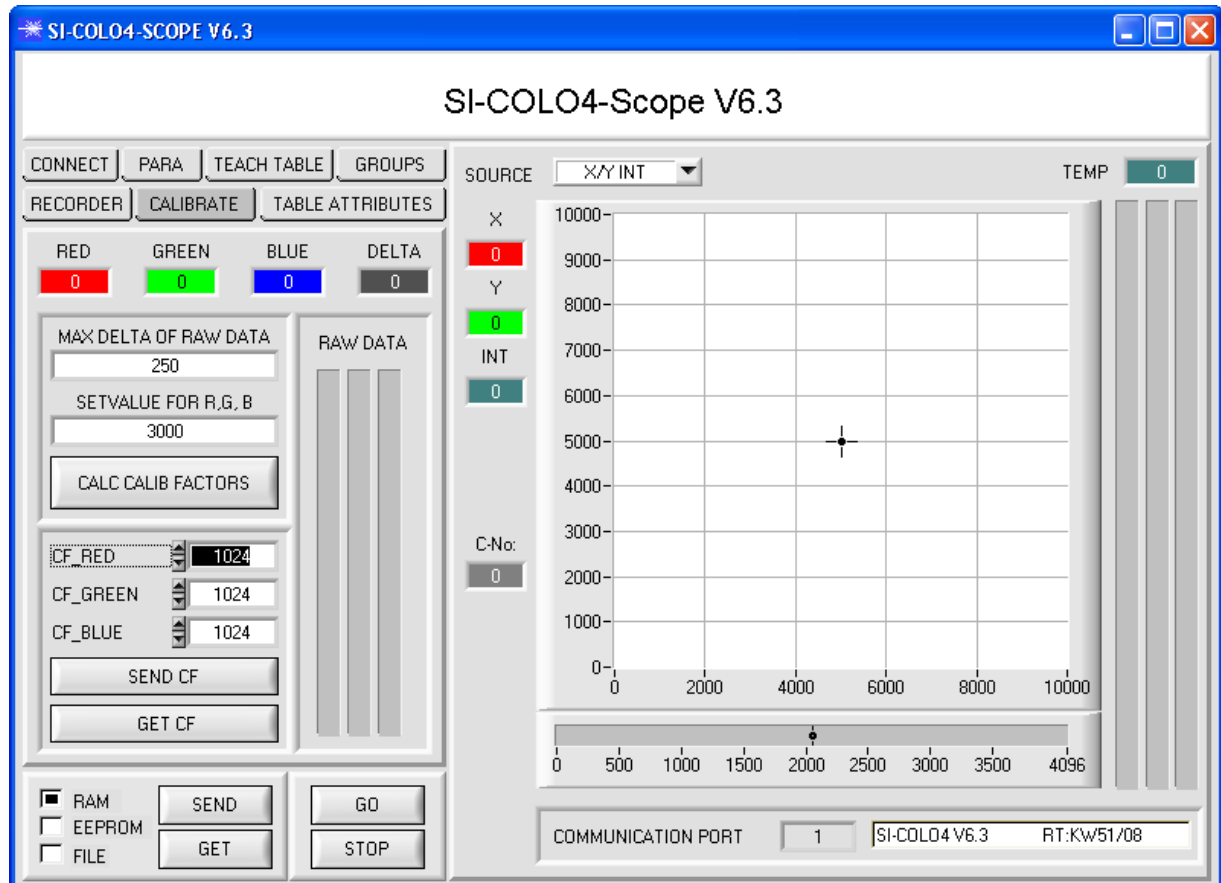 SI-COLO4-SCOPE V6.3
SI-COLO4-Scope V6.3
CONNECT PARA TEACH TABLE GROUPS
RECORDER CALIBRATE TABLE ATTRIBUTES
RED GREEN BLUE DELTA
0 0 0 0
MAX DELTA OF RAW DATA
250
SETVALUE FOR R,G, B
3000
CALC CALIB FACTORS
RAW DATA
CF_RED 1024
CF_GREEN 1024
CF_BLUE 1024
SEND CF
GET CF
RAM
EEPROM
FILE
SEND
GET
GO
STOP
SOURCE X/Y INT
TEMP 0
X
0
Y
0
INT
0
C-No:
0
10000
9000
8000
7000
6000
5000
4000
3000
2000
1000
0
0 2000 4000 6000 8000 10000
0 500 1000 1500 2000 2500 3000 3500 4096
COMMUNICATION PORT 1 SI-COLO4 V6.3 RT:KW51/08